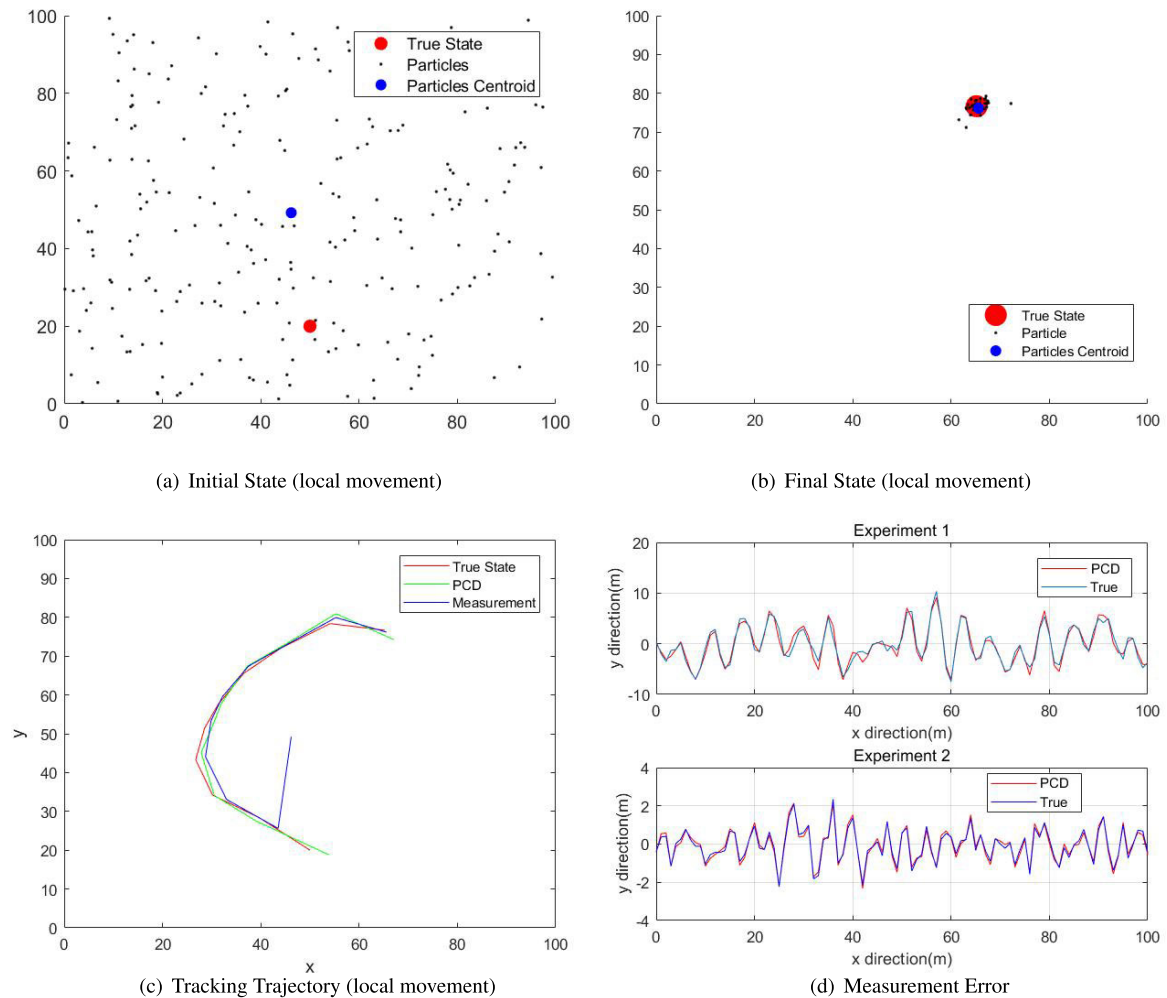 100
80
60
40
20
0
0 20 40 60 80 100
True State
Particles
Particles Centroid
(a) Initial State (local movement)
100
90
80
70
60
50
40
30
20
10
0
0 20 40 60 80 100
True State
Particle
Particles Centroid
(b) Final State (local movement)
100
90
80
70
60
50
40
30
20
10
0
y
0 20 40 60 80 100
x
True State
PCD
Measurement
(c) Tracking Trajectory (local movement)
Experiment 1
20
10
0
-10
y direction(m)
PCD
True
0 20 40 60 80 100
x direction(m)
Experiment 2
4
2
0
-2
-4
y direction(m)
PCD
True
0 20 40 60 80 100
x direction(m)
(d) Measurement Error